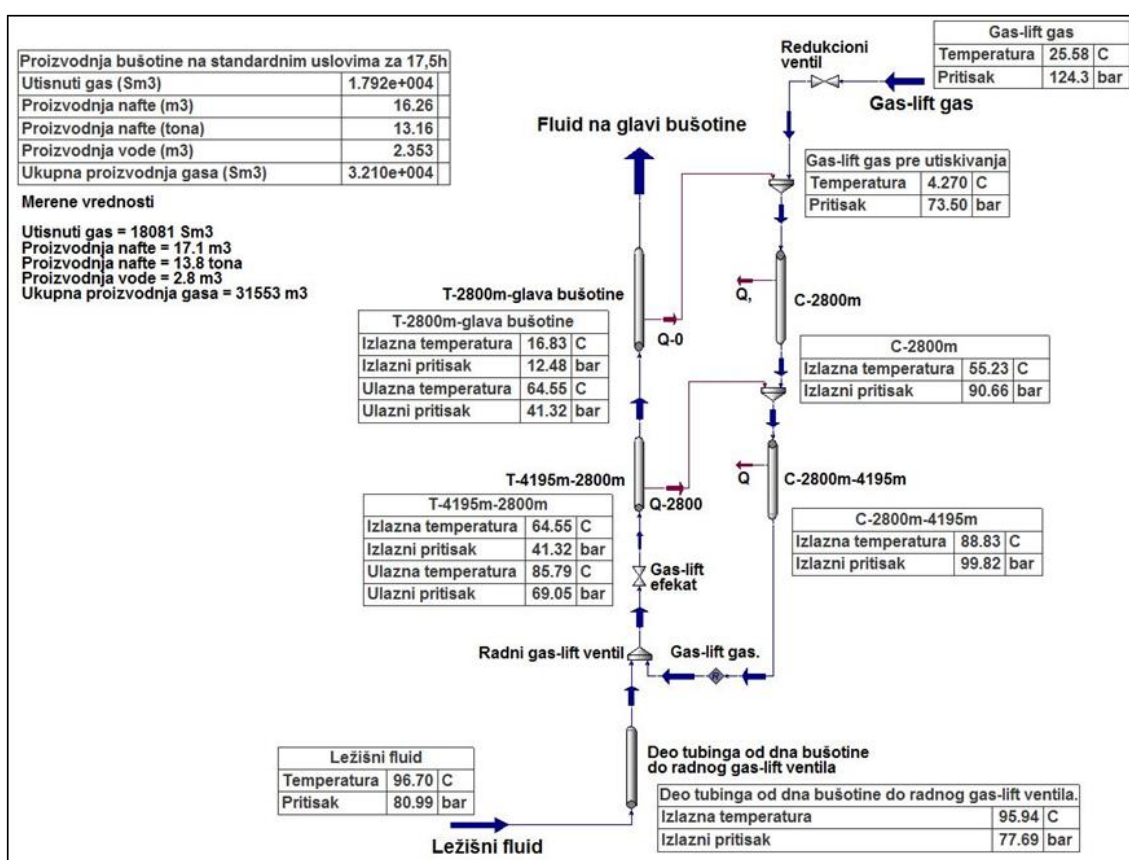 Proizvodnja bušotine na standardnim uslovima za 17,5h
Utisnuti gas (Sm3) 1.792e+004
Proizvodnja nafte (m3) 16.26
Proizvodnja nafte (tona) 13.16
Proizvodnja vode (m3) 2.353
Ukupna proizvodnja gasa (Sm3) 3.210e+004
Merene vrednosti
Utisnuti gas = 18081 Sm3
Proizvodnja nafte = 17.1 m3
Proizvodnja nafte = 13.8 tona
Proizvodnja vode = 2.8 m3
Ukupna proizvodnja gasa = 31553 m3
Redukcioni
ventil
Gas-lift gas
Temperatura 25.58 C
Pritisak 124.3 bar
Gas-lift gas
Fluid na glavi bušotine
Gas-lift gas pre utiskivanja
Temperatura 4.270 C
Pritisak 73.50 bar
T-2800m-glava bušotine
Q-0
Q,
C-2800m
T-2800m-glava bušotine
Izlazna temperatura 16.83 C
Izlazni pritisak 12.48 bar
Ulazna temperatura 64.55 C
Ulazni pritisak 41.32 bar
C-2800m
Izlazna temperatura 55.23 C
Izlazni pritisak 90.66 bar
T-4195m-2800m
Q-2800
Q
C-2800m-4195m
T-4195m-2800m
Izlazna temperatura 64.55 C
Izlazni pritisak 41.32 bar
Ulazna temperatura 85.79 C
Ulazni pritisak 69.05 bar
C-2800m-4195m
Izlazna temperatura 88.83 C
Izlazni pritisak 99.82 bar
Gas-lift
efekat
Radni gas-lift ventil
Gas-lift gas.
R
Ležišni fluid
Temperatura 96.70 C
Pritisak 80.99 bar
Ležišni fluid
Deo tubinga od dna bušotine
do radnog gas-lift ventila
Deo tubinga od dna bušotine do radnog gas-lift ventila.
Izlazna temperatura 95.94 C
Izlazni pritisak 77.69 bar